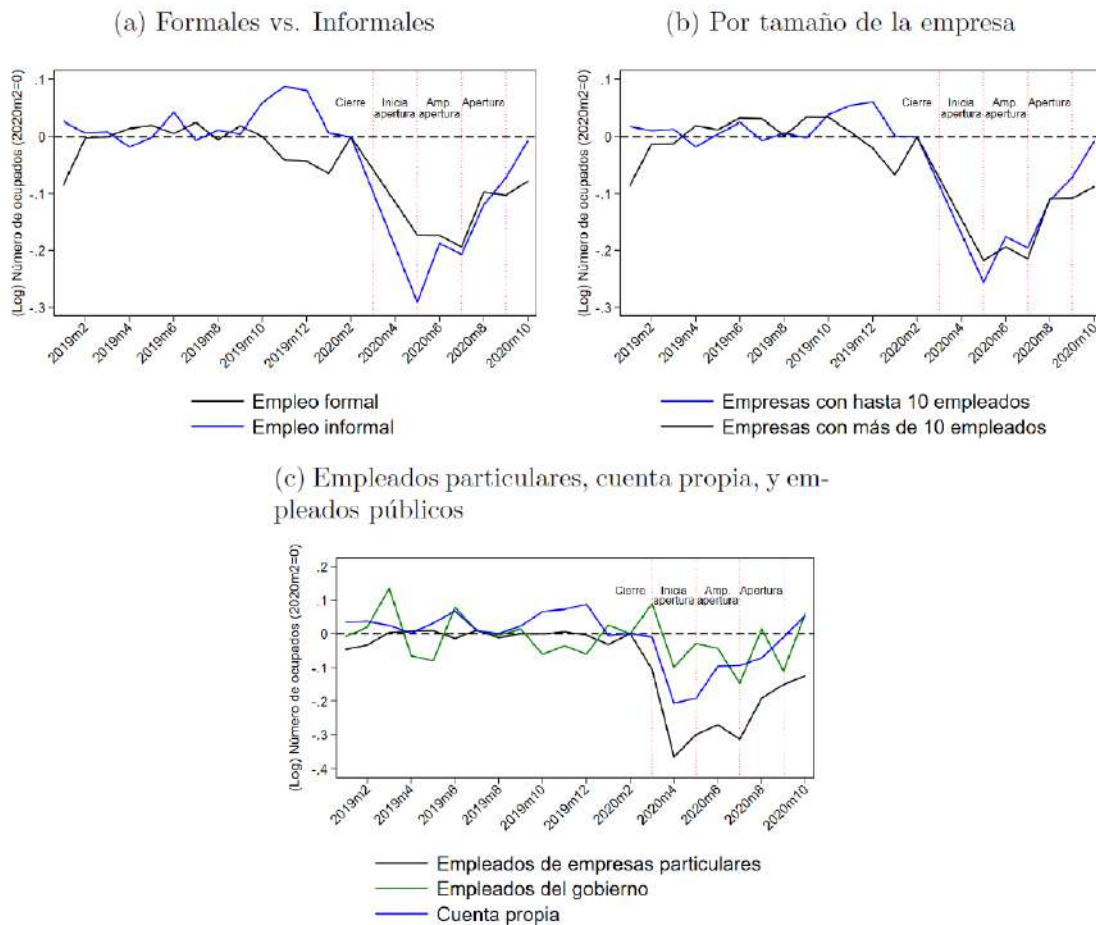 (a) Formales vs. Informales
(Log) Número de ocupados (2020m2=0)
.1
0
-.1
-.2
-.3
Cierre
Inicia
apertura
Amp.
apertura
Apertura
2019m2
2019m4
2019m6
2019m8
2019m10
2019m12
2020m2
2020m4
2020m6
2020m8
2020m10
Empleo formal
Empleo informal
(b) Por tamaño de la empresa
(Log) Número de ocupados (2020m2=0)
.1
0
-.1
-.2
-.3
Cierre
Inicia
apertura
Amp.
apertura
Apertura
2019m2
2019m4
2019m6
2019m8
2019m10
2019m12
2020m2
2020m4
2020m6
2020m8
2020m10
Empresas con hasta 10 empleados
Empresas con más de 10 empleados
(c) Empleados particulares, cuenta propia, y em-
pleados públicos
(Log) Número de ocupados (2020m2=0)
.2
.1
0
-.1
-.2
-.3
-.4
Cierre
Inicia
apertura
Amp.
apertura
Apertura
2019m2
2019m4
2019m6
2019m8
2019m10
2019m12
2020m2
2020m4
2020m6
2020m8
2020m10
Empleados de empresas particulares
Empleados del gobierno
Cuenta propia